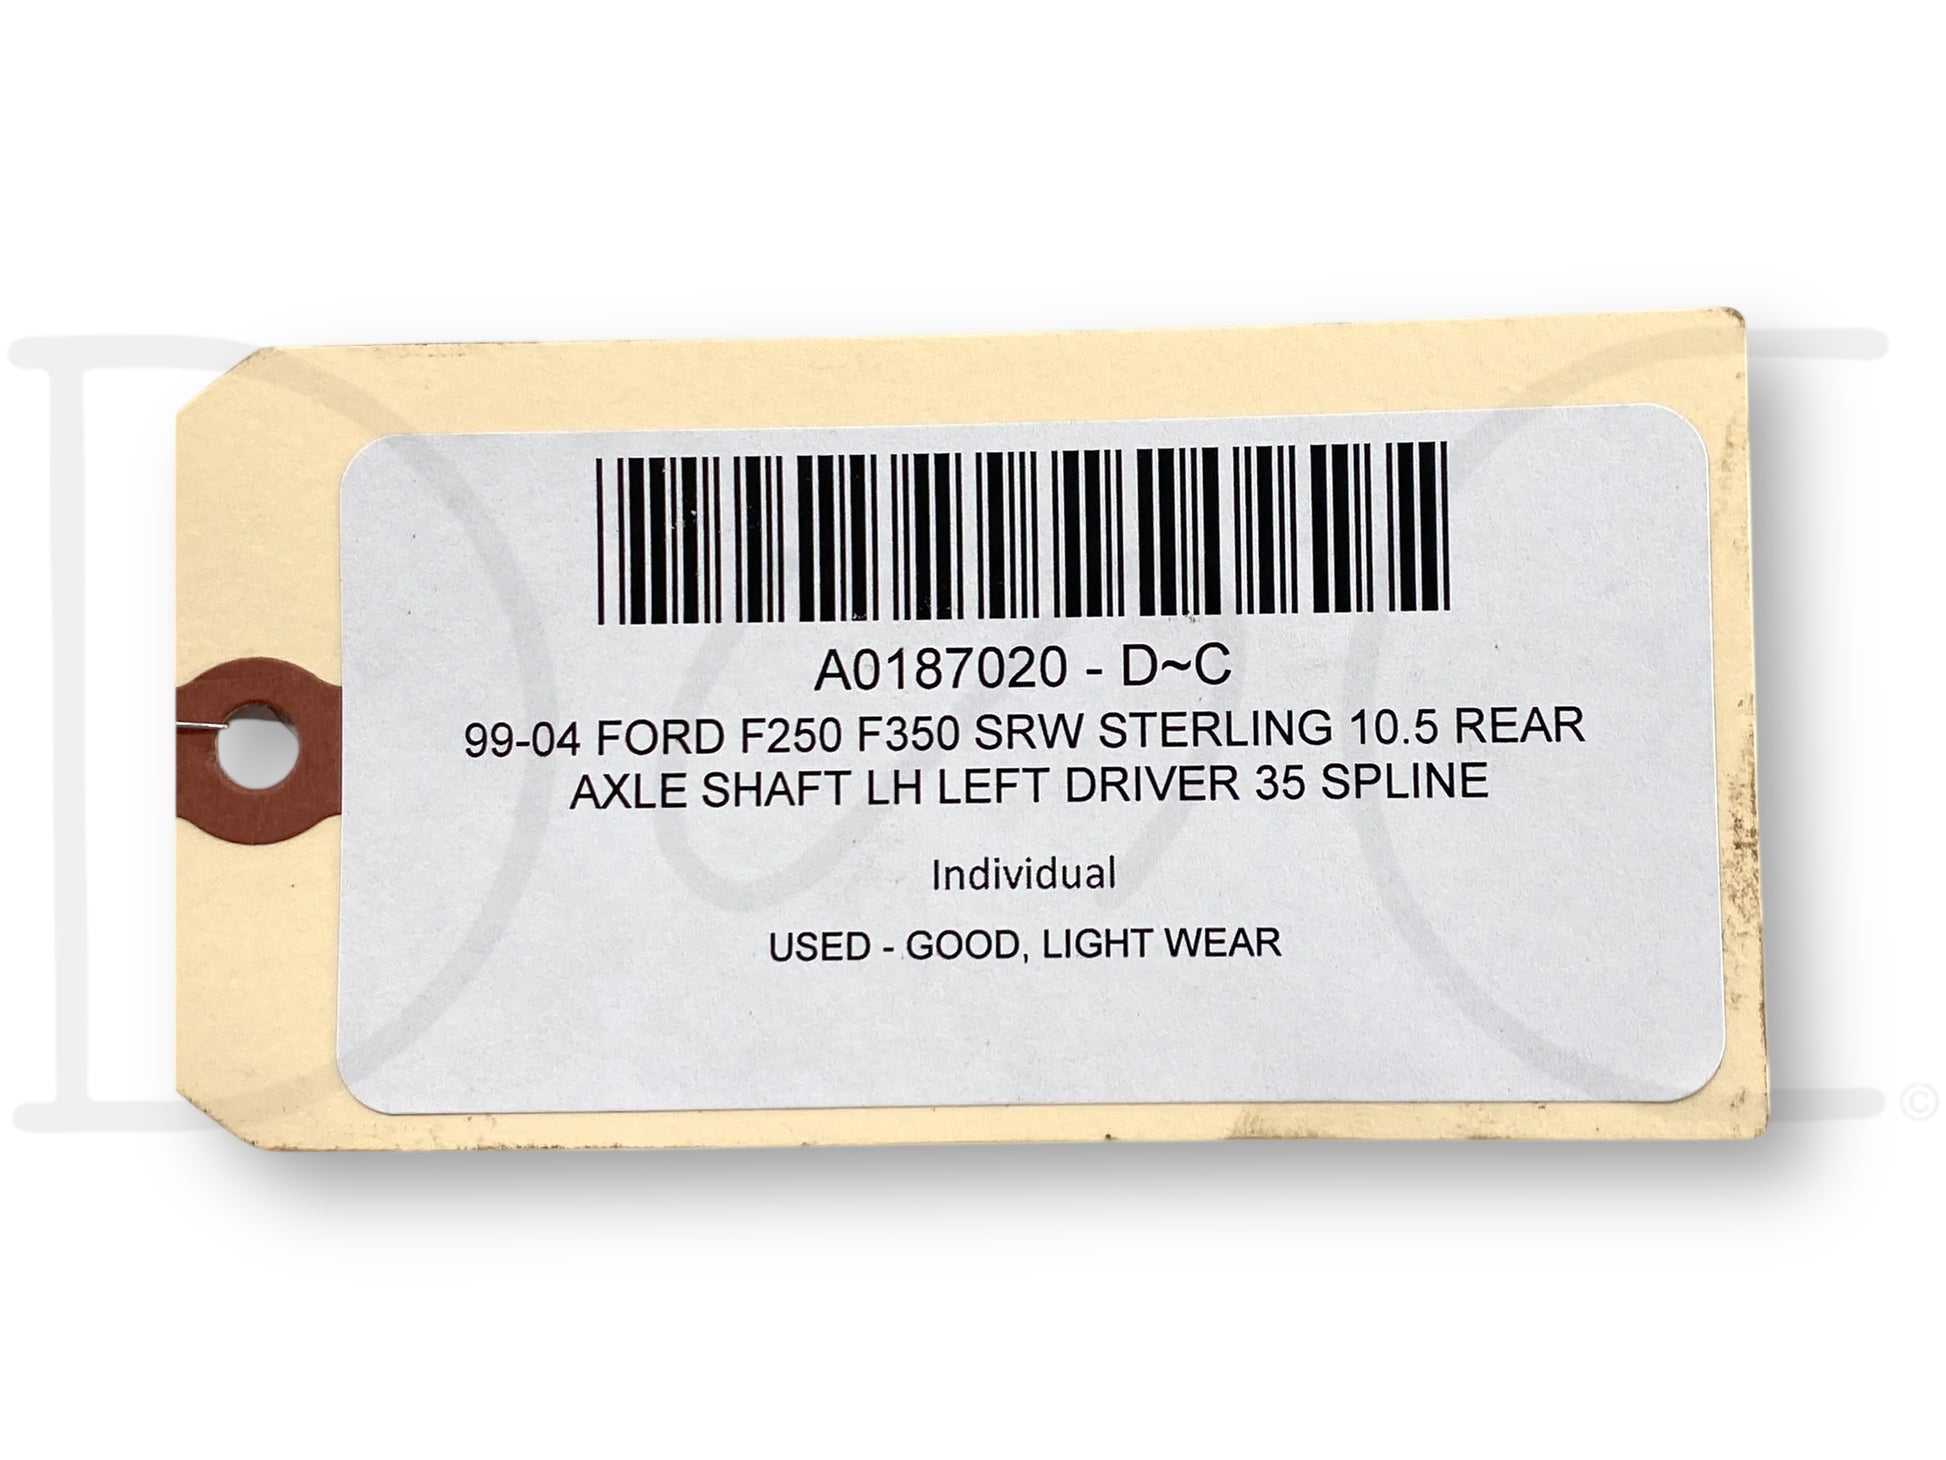 A0187020 - D~C
99-04 FORD F250 F350 SRW STERLING 10.5 REAR
AXLE SHAFT LH LEFT DRIVER 35 SPLINE
Individual
USED - GOOD, LIGHT WEAR
©